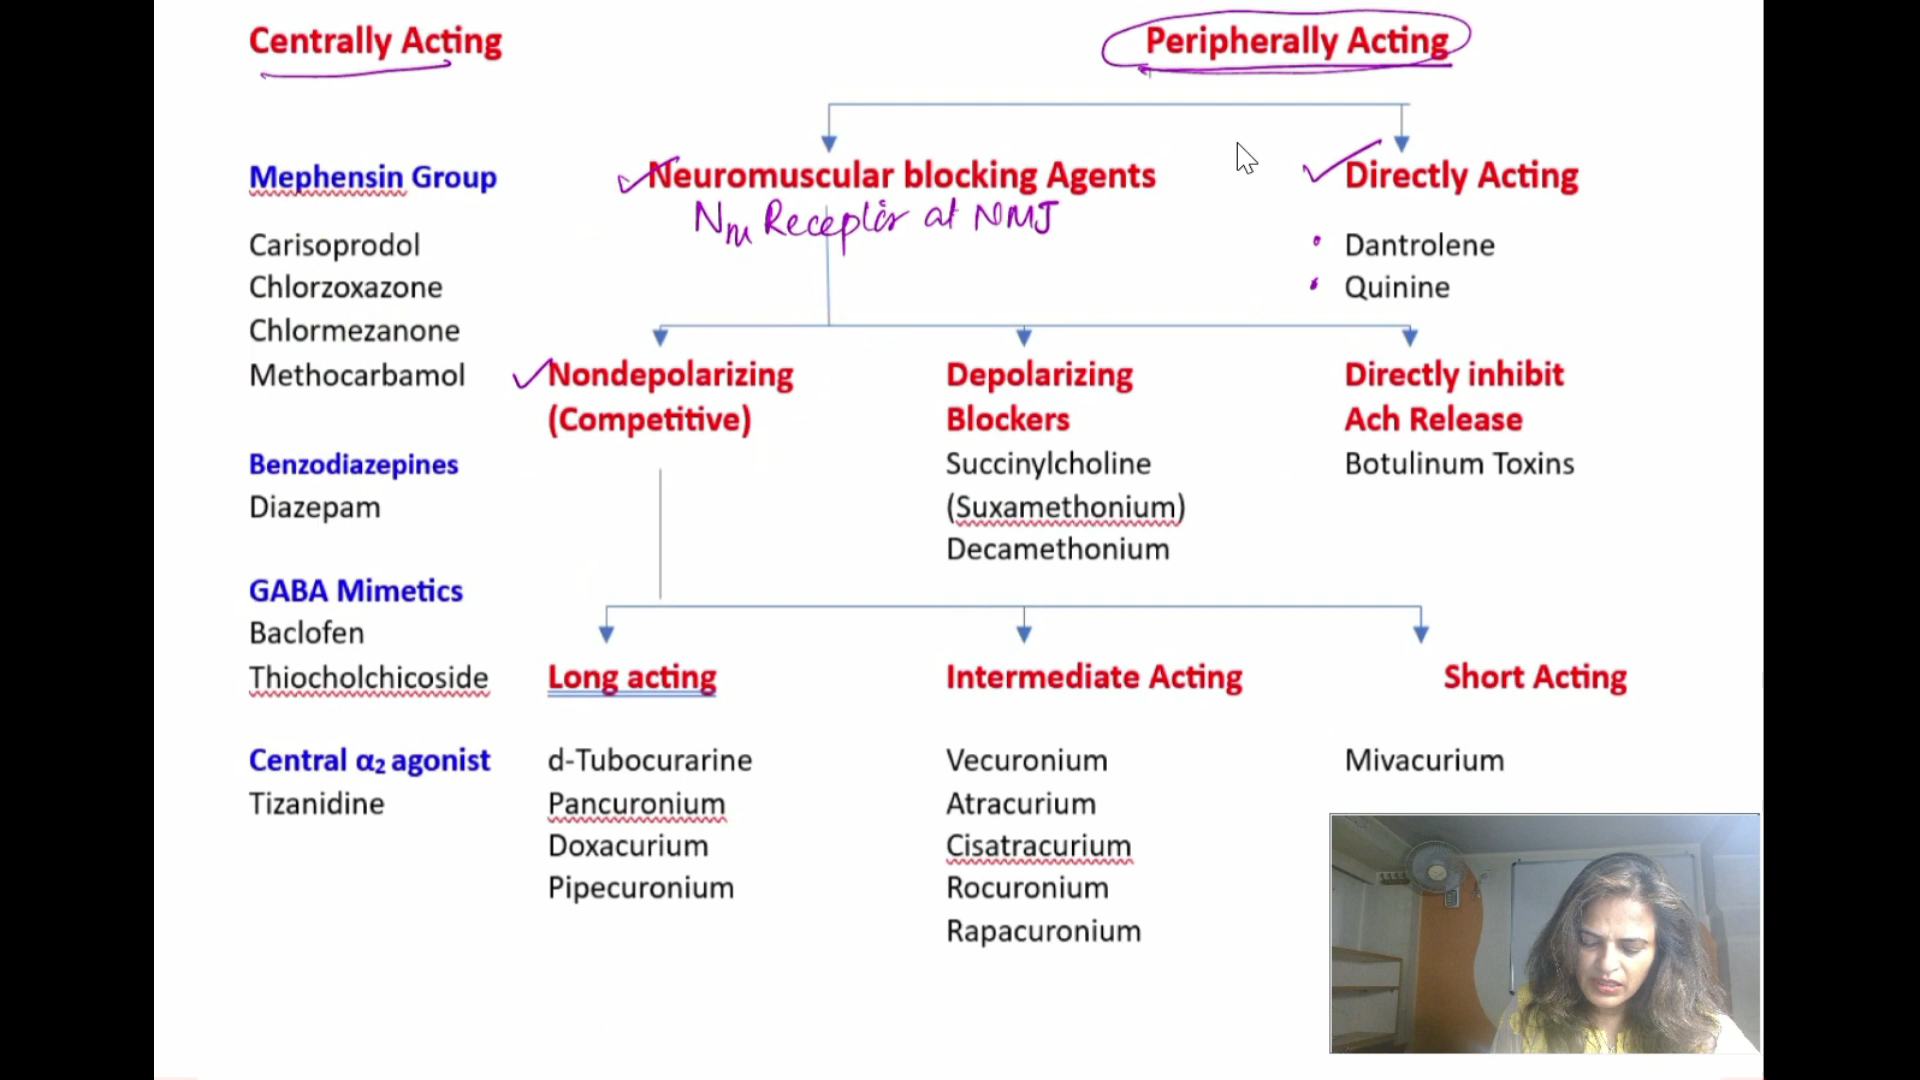 Centrally Acting
Peripherally Acting
Mephensin Group
Carisoprodol
Chlorzoxazone
Chlormezanone
Methocarbamol
Benzodiazepines
Diazepam
GABA Mimetics
Baclofen
Thiocholchicoside
Central α₂ agonist
Tizanidine
Neuromuscular blocking Agents
Nm Receptor at NMJ
Directly Acting
Dantrolene
Quinine
Nondepolarizing
(Competitive)
Depolarizing
Blockers
Succinylcholine
(Suxamethonium)
Decamethonium
Directly inhibit
Ach Release
Botulinum Toxins
Long acting
d-Tubocurarine
Pancuronium
Doxacurium
Pipecuronium
Intermediate Acting
Vecuronium
Atracurium
Cisatracurium
Rocuronium
Rapacuronium
Short Acting
Mivacurium